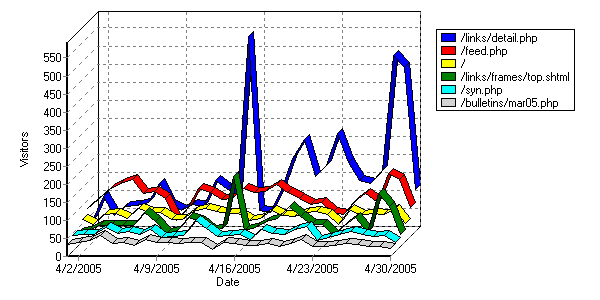 550
500
450
400
350
300
250
200
150
100
50
0
Visitors
4/2/2005 4/9/2005 4/16/2005 4/23/2005 4/30/2005
Date
/links/detail.php
/feed.php
/
/links/frames/top.shtml
/syn.php
/bulletins/mar05.php